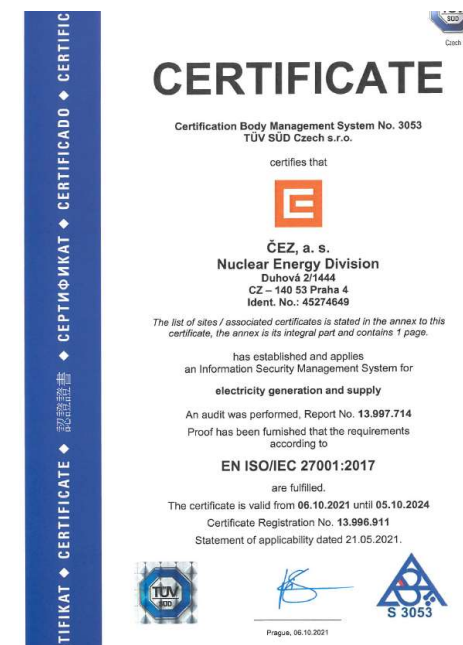 TIFIKAT ◆ CERTIFICATE ◆ 認證證書 ◆ СЕРТИФИКАТ ◆ CERTIFICADO ◆ CERTIFIC
SÜD
Czech
CERTIFICATE
Certification Body Management System No. 3053
TÜV SÜD Czech s.r.o.
certifies that
ČEZ, a. s.
Nuclear Energy Division
Duhová 2/1444
CZ – 140 53 Praha 4
Ident. No.: 45274649
The list of sites / associated certificates is stated in the annex to this
certificate, the annex is its integral part and contains 1 page.
has established and applies
an Information Security Management System for
electricity generation and supply
An audit was performed, Report No. 13.997.714
Proof has been furnished that the requirements
according to
EN ISO/IEC 27001:2017
are fulfilled.
The certificate is valid from 06.10.2021 until 05.10.2024
Certificate Registration No. 13.996.911
Statement of applicability dated 21.05.2021.
TÜV
SÜD
S 3053
Prague, 06.10.2021